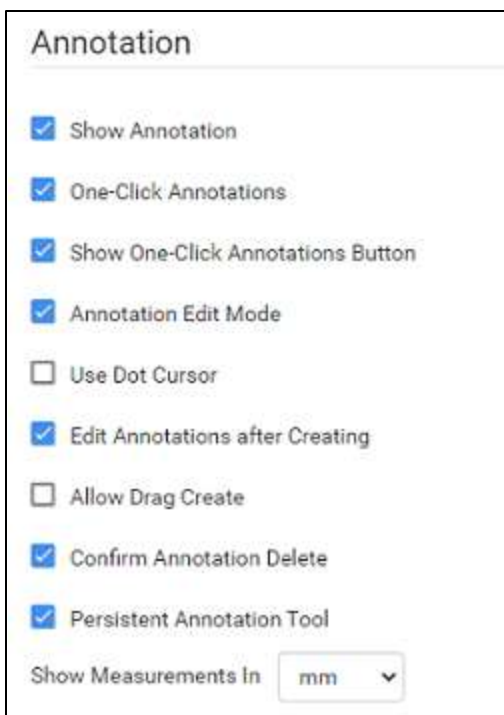 Annotation
Show Annotation
One-Click Annotations
Show One-Click Annotations Button
Annotation Edit Mode
Use Dot Cursor
Edit Annotations after Creating
Allow Drag Create
Confirm Annotation Delete
Persistent Annotation Tool
Show Measurements In mm